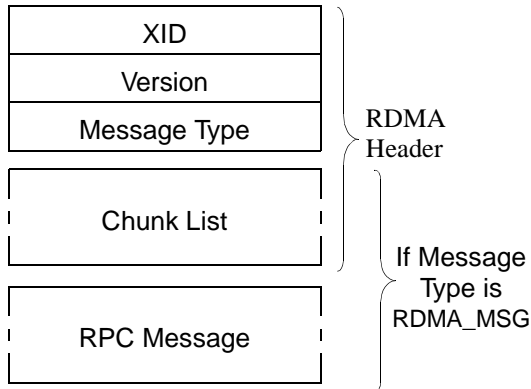 XID
Version
Message Type
RDMA
Header
Chunk List
If Message
Type is
RDMA_MSG
RPC Message